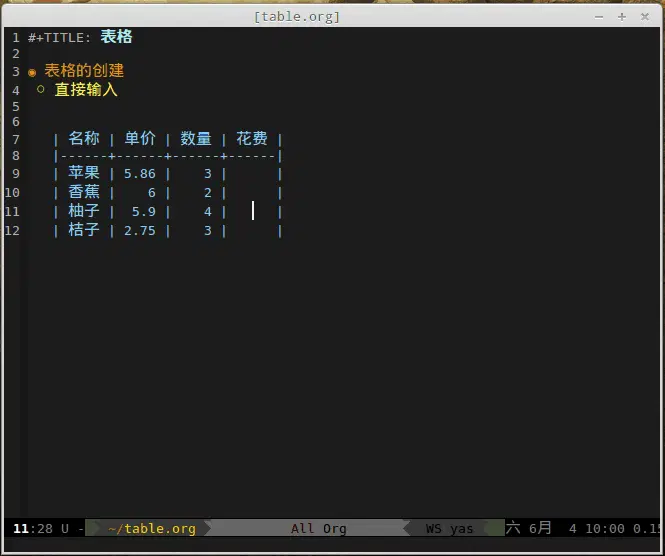 [table.org]
1 #+TITLE: 表格
2
3 ◉ 表格的创建
4 ○ 直接输入
5
6
7 | 名称 | 单价 | 数量 | 花费 |
8 |------+------+------+------|
9 | 苹果 | 5.86 | 3 | |
10 | 香蕉 | 6 | 2 | |
11 | 柚子 | 5.9 | 4 | |
12 | 桔子 | 2.75 | 3 | |
11:28 U - ~/table.org All Org WS yas 六 6月 4 10:00 0.15